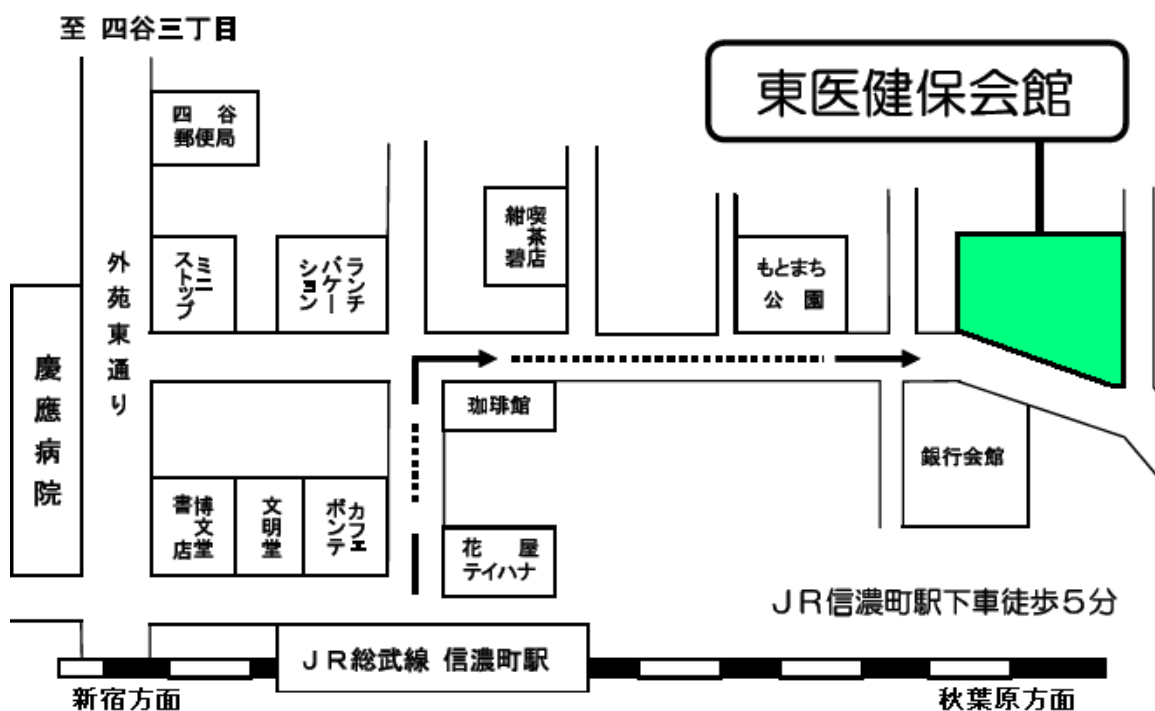 至 四谷三丁目
東医健保会館
四 谷
郵便局
喫茶店
紺碧
外苑東通り
ミニ
ストップ
ランチ
バケー
ション
もとまち
公 園
慶應病院
珈琲館
銀行会館
博文堂
書店
文明堂
カフェ
ボンテ
花 屋
テイハナ
JR信濃町駅下車徒歩5分
JR総武線 信濃町駅
新宿方面
秋葉原方面